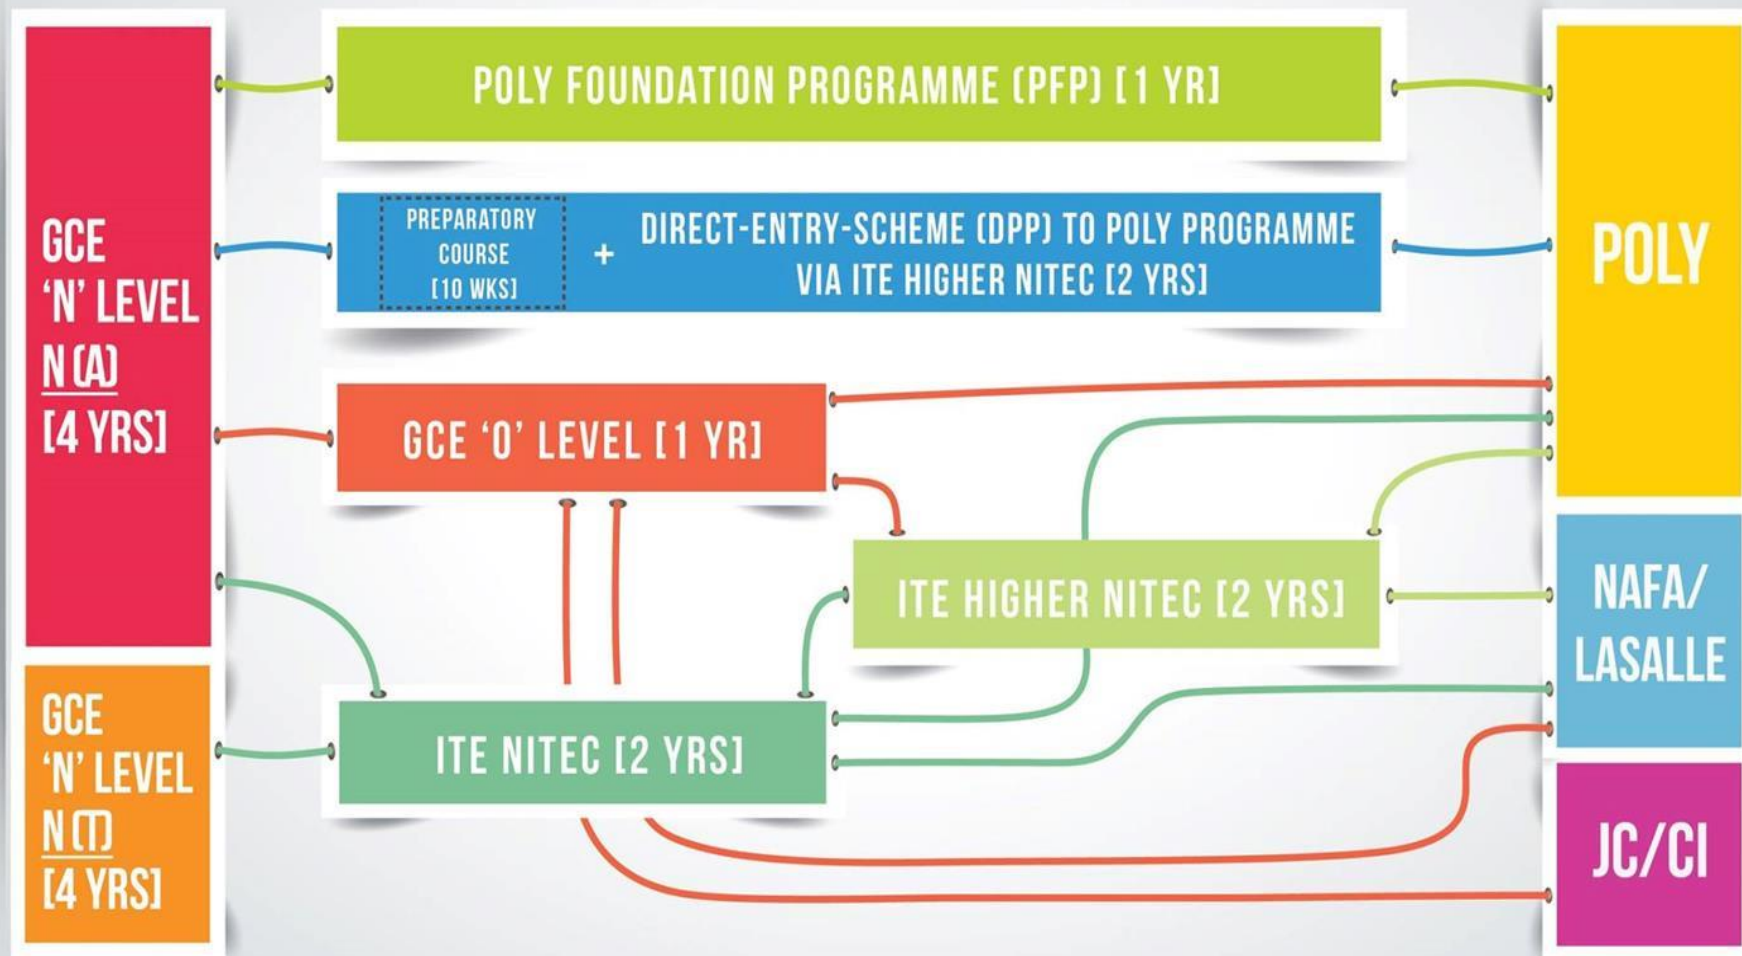 GCE
‘N’ LEVEL
N (A)
[4 YRS]
GCE
‘N’ LEVEL
N (T)
[4 YRS]
POLY FOUNDATION PROGRAMME (PFP) [1 YR]
PREPARATORY
COURSE
[10 WKS]
+
DIRECT-ENTRY-SCHEME (DPP) TO POLY PROGRAMME
VIA ITE HIGHER NITEC [2 YRS]
GCE ‘O’ LEVEL [1 YR]
ITE HIGHER NITEC [2 YRS]
ITE NITEC [2 YRS]
POLY
NAFA/
LASALLE
JC/CI